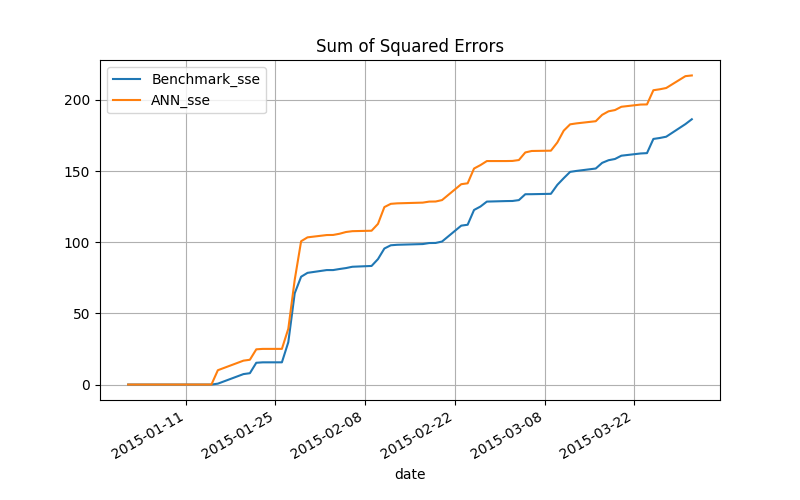 Sum of Squared Errors
Benchmark_sse
ANN_sse
200
150
100
50
0
2015-01-11
2015-01-25
2015-02-08
2015-02-22
2015-03-08
2015-03-22
date